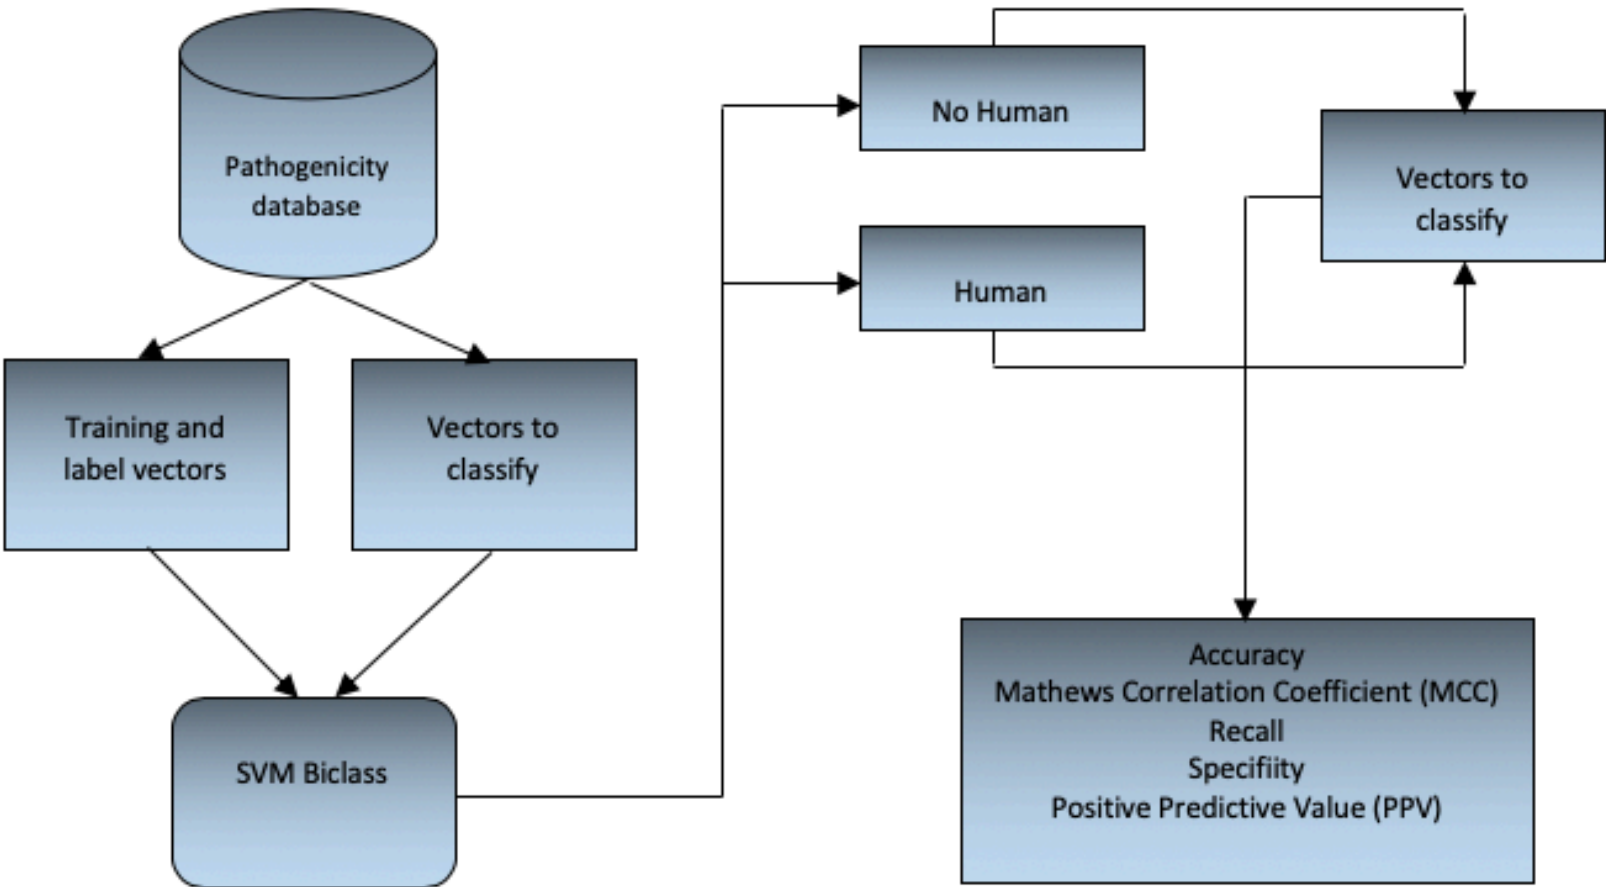 Pathogenicity
database
Training and
label vectors
Vectors to
classify
SVM Biclass
No Human
Human
Vectors to
classify
Accuracy
Mathews Correlation Coefficient (MCC)
Recall
Specifiity
Positive Predictive Value (PPV)